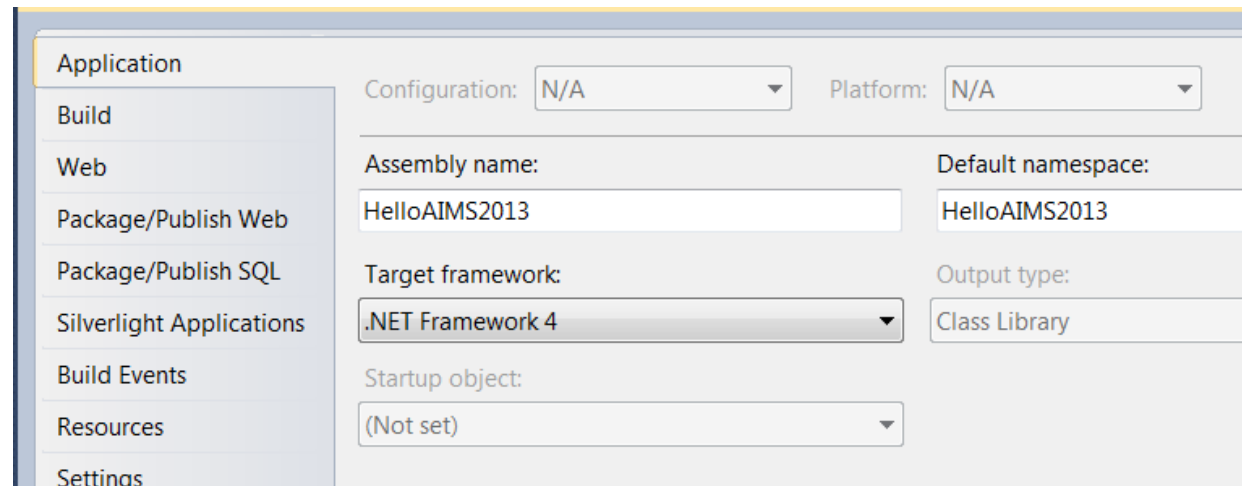 Application
Build
Web
Package/Publish Web
Package/Publish SQL
Silverlight Applications
Build Events
Resources
Settings
Configuration: N/A Platform: N/A
Assembly name: Default namespace:
HelloAIMS2013 HelloAIMS2013
Target framework: Output type:
.NET Framework 4 Class Library
Startup object:
(Not set)